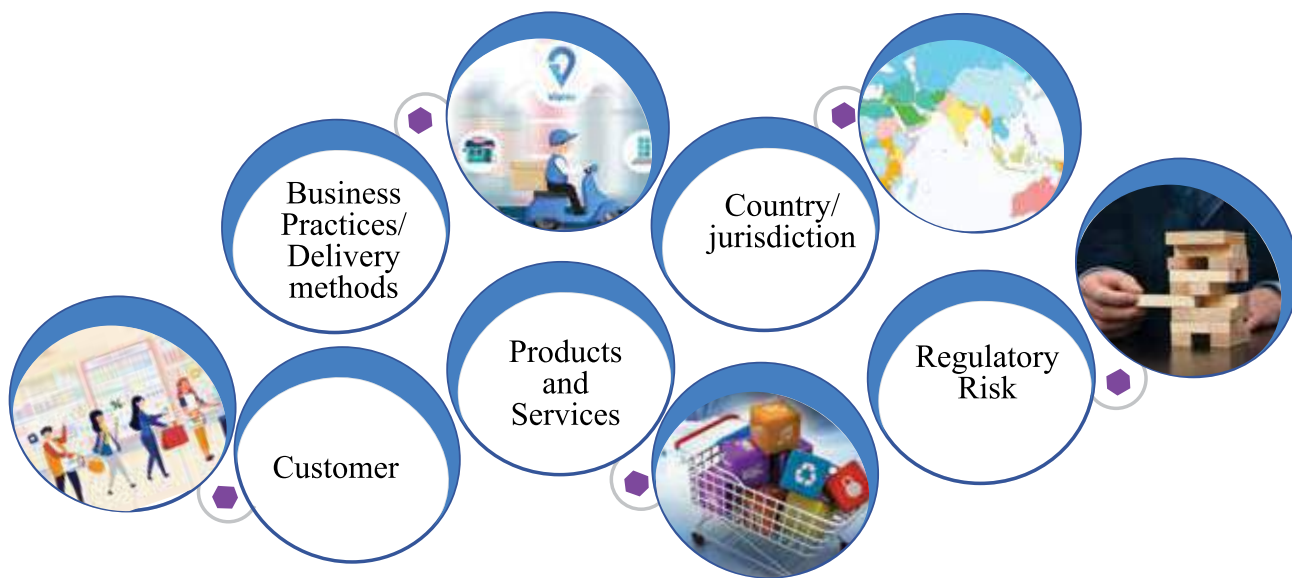 Business
Practices/
Delivery
methods
Country/
jurisdiction
Products
and
Services
Regulatory
Risk
Customer